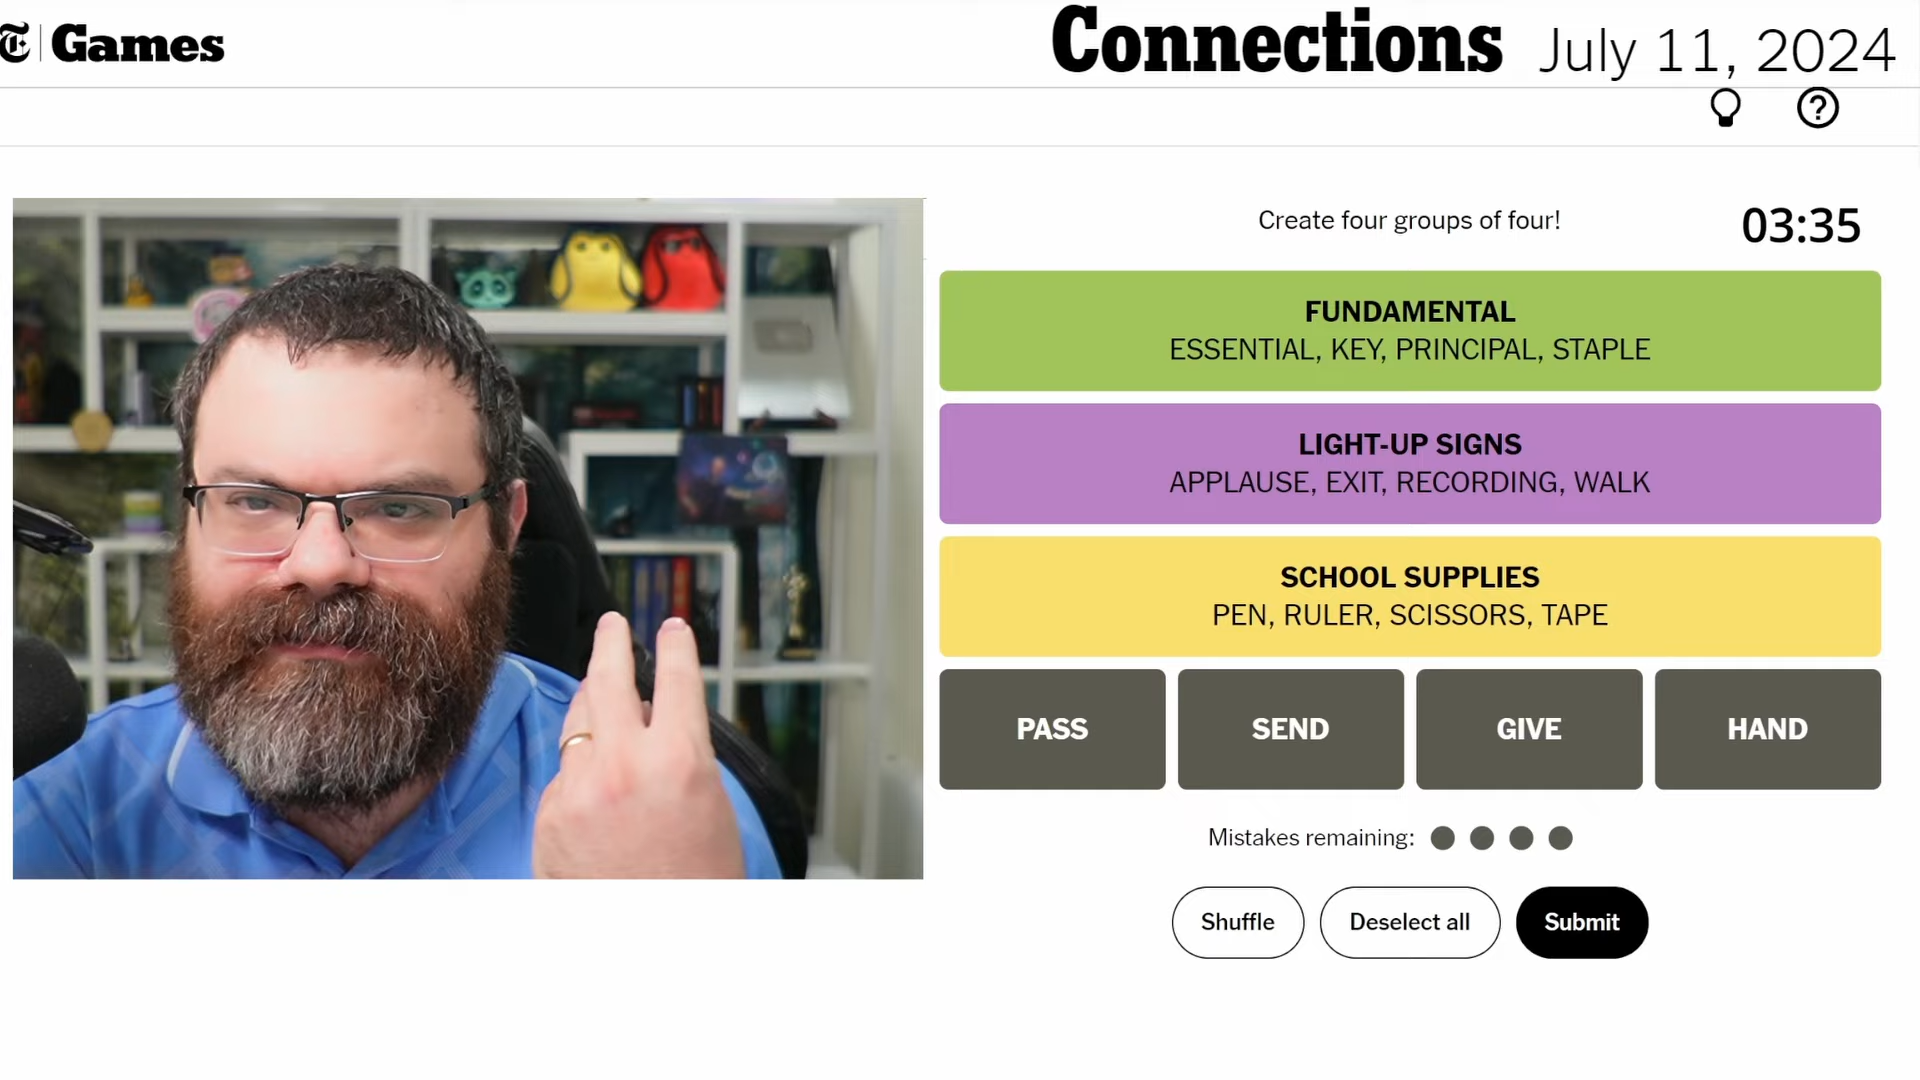 T Games
Connections July 11, 2024
Create four groups of four!
03:35
FUNDAMENTAL
ESSENTIAL, KEY, PRINCIPAL, STAPLE
LIGHT-UP SIGNS
APPLAUSE, EXIT, RECORDING, WALK
SCHOOL SUPPLIES
PEN, RULER, SCISSORS, TAPE
PASS SEND GIVE HAND
Mistakes remaining:
Shuffle Deselect all Submit